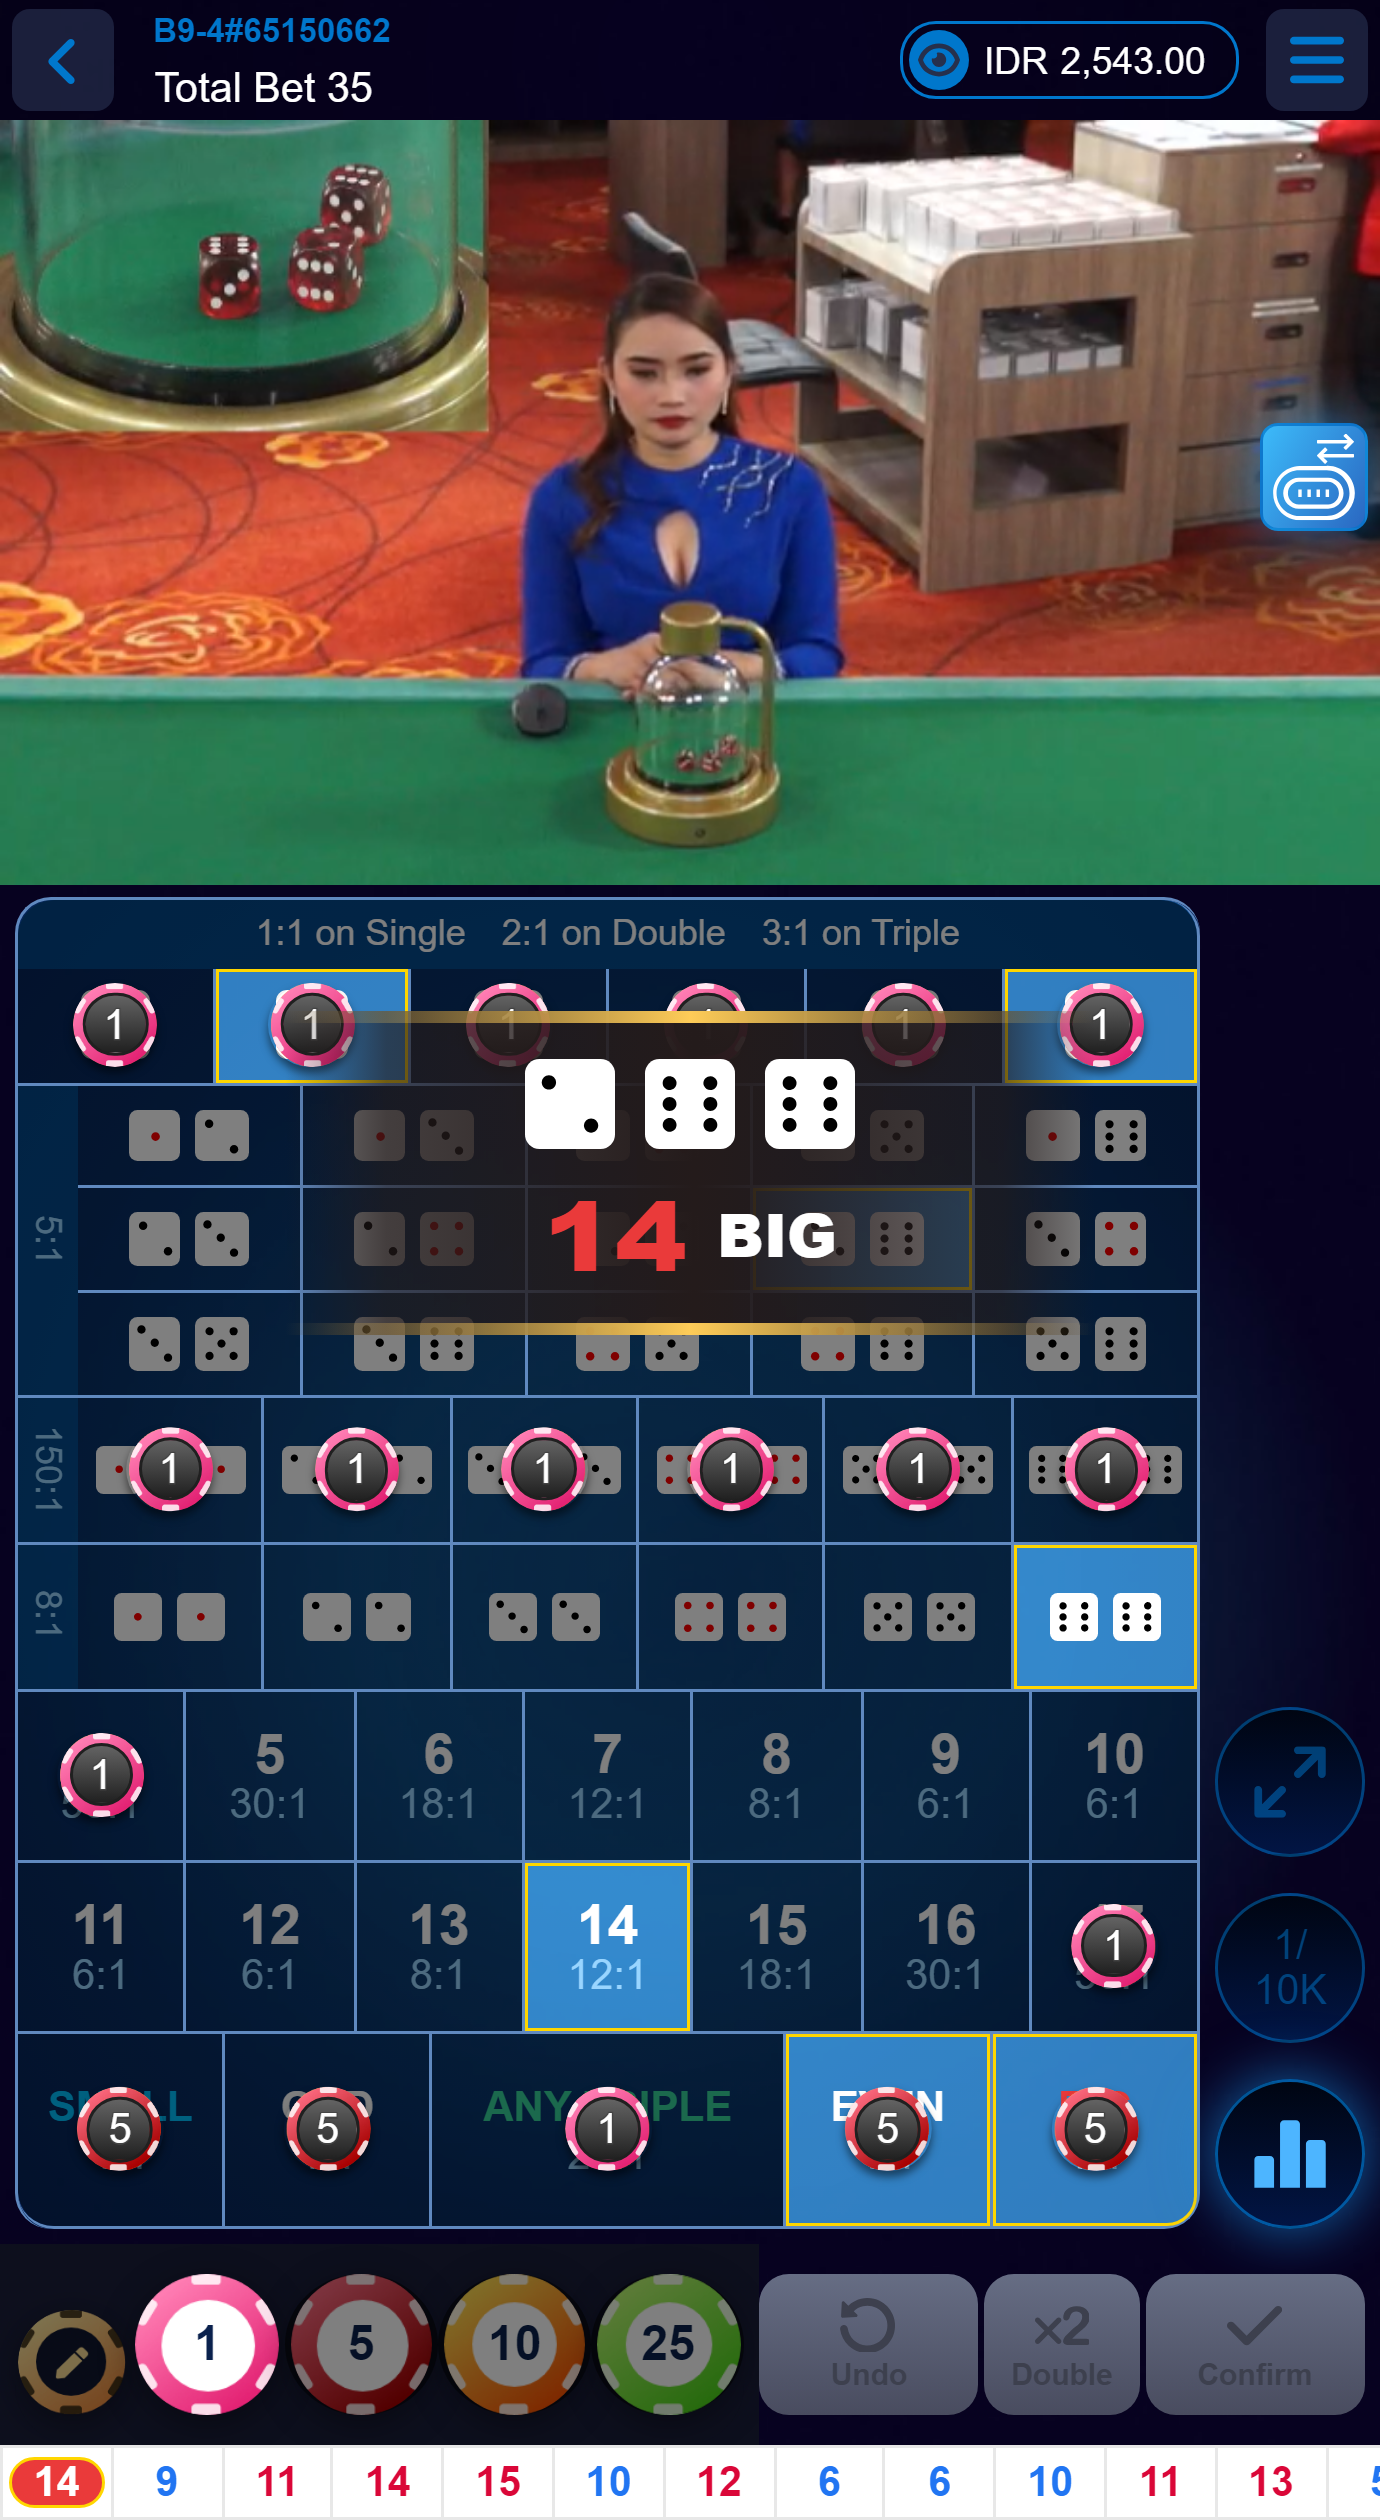 B9-4#65150662
Total Bet 35
IDR 2,543.00
1:1 on Single 2:1 on Double 3:1 on Triple
1 1 1 1 1
14 BIG
5:1
150:1
1 1 1 1 1 1
8:1
1 5 6 7 8 9 10
30:1 18:1 12:1 8:1 6:1 6:1
11 12 13 14 15 16 1
6:1 6:1 8:1 12:1 18:1 30:1
1/
10K
5 5 1 5 5
1 5 10 25
x2
Undo Double Confirm
14 9 11 14 15 10 12 6 6 10 11 13